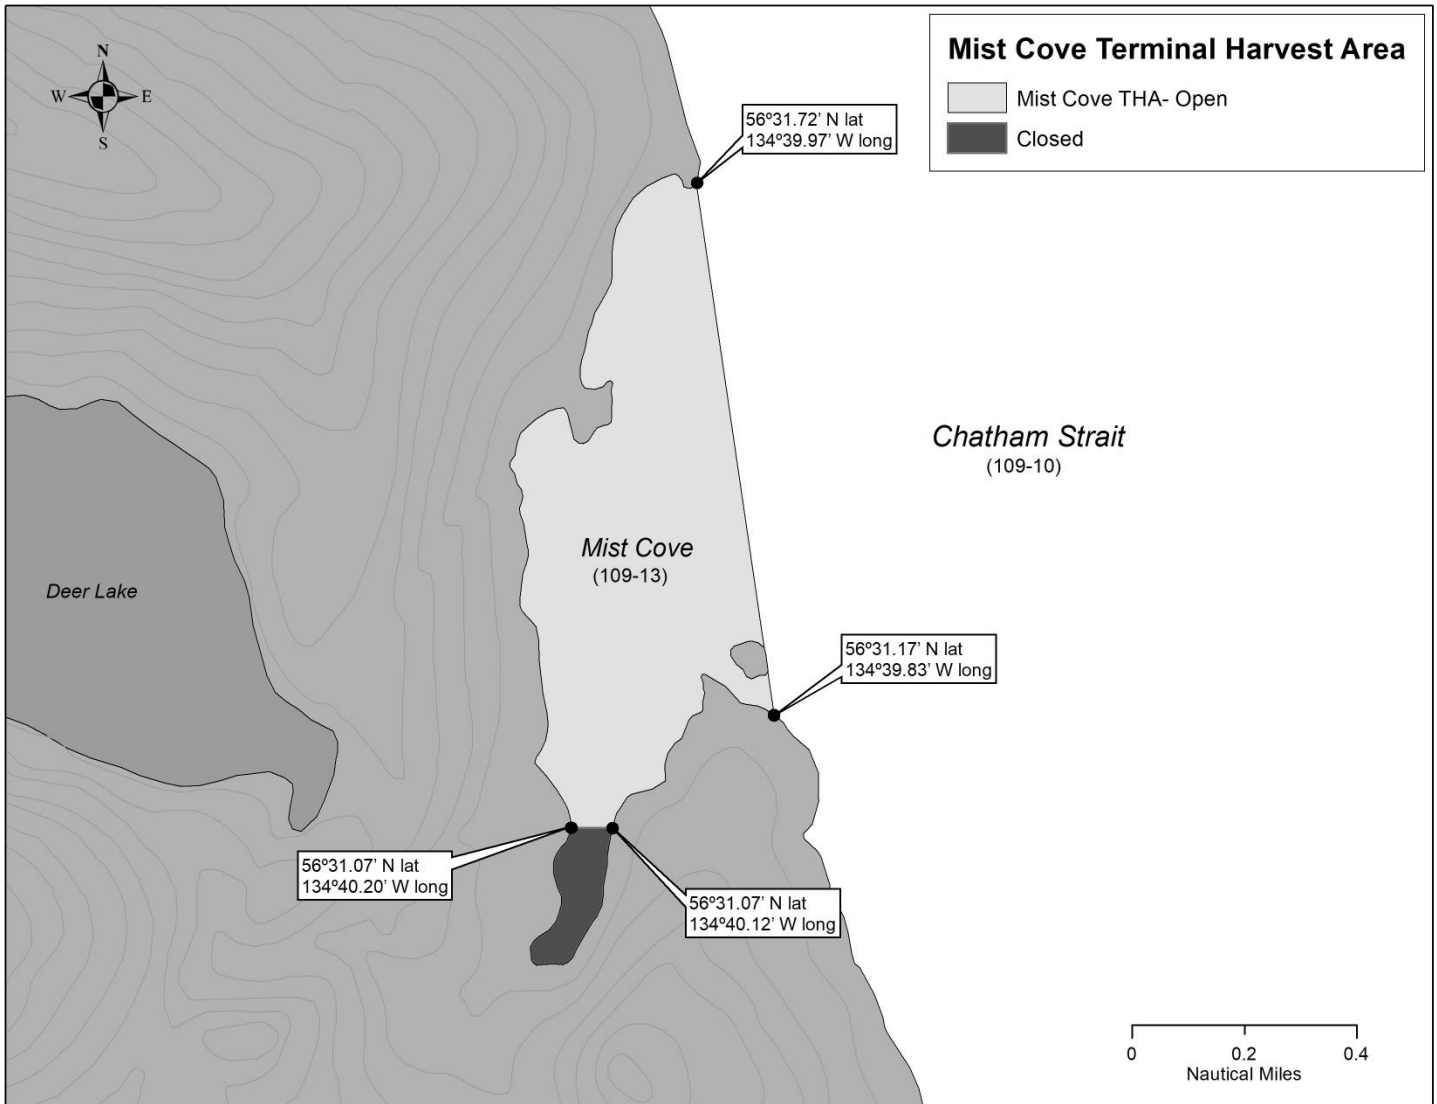 N
W E
S
Mist Cove Terminal Harvest Area
Mist Cove THA- Open
Closed
56º31.72’ N lat
134º39.97’ W long
Chatham Strait
(109-10)
Mist Cove
(109-13)
Deer Lake
56º31.17’ N lat
134º39.83’ W long
56º31.07’ N lat
134º40.20’ W long
56º31.07’ N lat
134º40.12’ W long
0 0.2 0.4
Nautical Miles